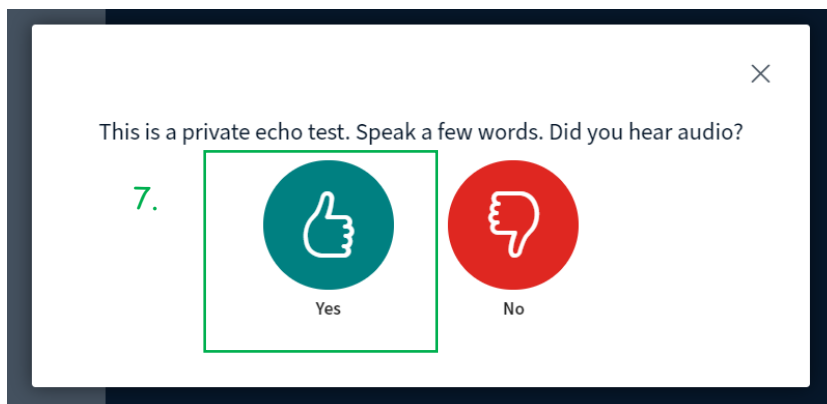 This is a private echo test. Speak a few words. Did you hear audio?
7.
Yes
No